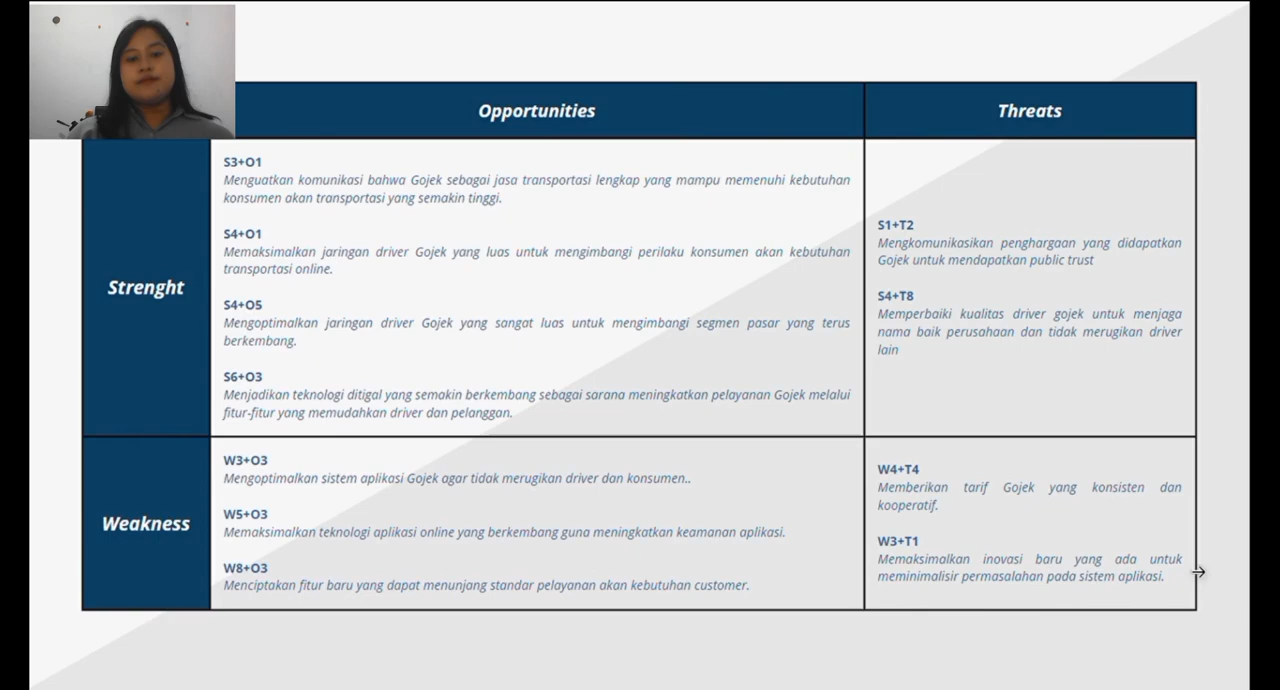 Opportunities
Threats
Strenght
S3+O1
Menguatkan komunikasi bahwa Gojek sebagai jasa transportasi lengkap yang mampu memenuhi kebutuhan
konsumen akan transportasi yang semakin tinggi.
S4+O1
Memaksimalkan jaringan driver Gojek yang luas untuk mengimbangi perilaku konsumen akan kebutuhan
transportasi online.
S4+O5
Mengoptimalkan jaringan driver Gojek yang sangat luas untuk mengimbangi segmen pasar yang terus
berkembang.
S6+O3
Menjadikan teknologi ditigal yang semakin berkembang sebagai sarana meningkatkan pelayanan Gojek melalui
fitur-fitur yang memudahkan driver dan pelanggan.
S1+T2
Mengkomunikasikan penghargaan yang didapatkan
Gojek untuk mendapatkan public trust
S4+T8
Memperbaiki kualitas driver gojek untuk menjaga
nama baik perusahaan dan tidak merugikan driver
lain
Weakness
W3+O3
Mengoptimalkan sistem aplikasi Gojek agar tidak merugikan driver dan konsumen..
W5+O3
Memaksimalkan teknologi aplikasi online yang berkembang guna meningkatkan keamanan aplikasi.
W8+O3
Menciptakan fitur baru yang dapat menunjang standar pelayanan akan kebutuhan customer.
W4+T4
Memberikan tarif Gojek yang konsisten dan
kooperatif.
W3+T1
Memaksimalkan inovasi baru yang ada untuk
meminimalisir permasalahan pada sistem aplikasi.